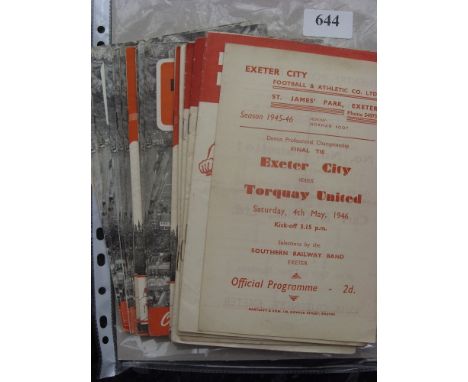 644
EXETER CITY
FOOTBALL & ATHLETIC CO. LTD
ST. JAMES' PARK, EXETER
Season 1945-46
NORMAN FOOT
Devon Professional Championship
FINAL TIE
Exeter City
versus
Torquay United
Saturday, 4th May, 1946
Kick-off 3.15 p.m.
Selections by the
SOUTHERN RAILWAY BAND
EXETER
Official Programme - 2d.